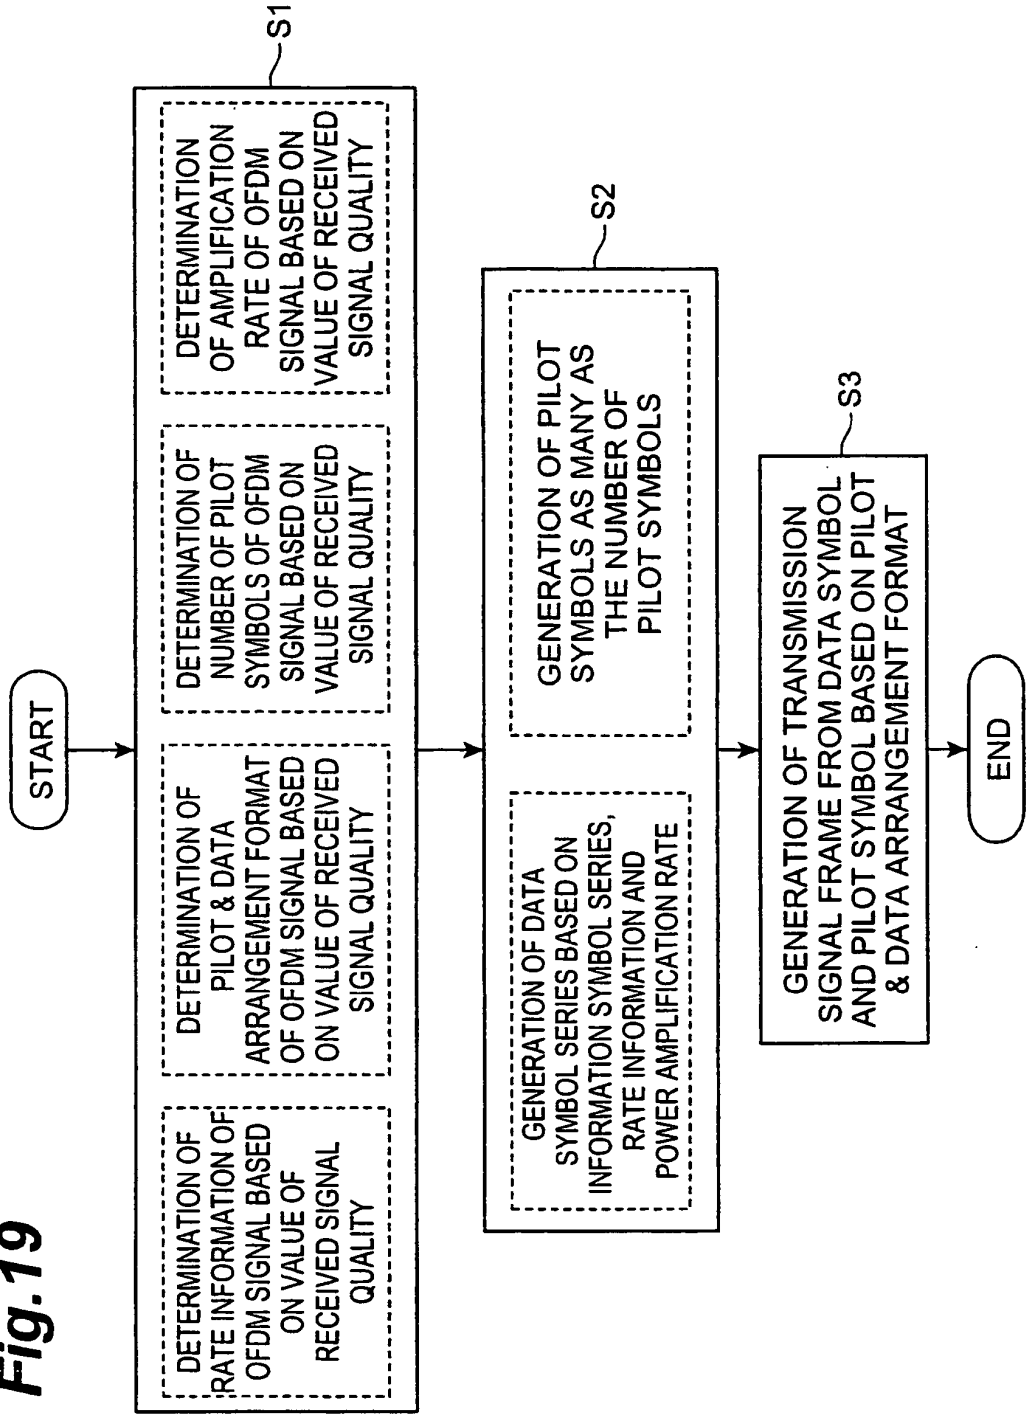 Fig.19
START
DETERMINATION OF
RATE INFORMATION OF
OFDM SIGNAL BASED
ON VALUE OF
RECEIVED SIGNAL
QUALITY
DETERMINATION OF
PILOT & DATA
ARRANGEMENT FORMAT
OF OFDM SIGNAL BASED
ON VALUE OF RECEIVED
SIGNAL QUALITY
DETERMINATION OF
NUMBER OF PILOT
SYMBOLS OF OFDM
SIGNAL BASED ON
VALUE OF RECEIVED
SIGNAL QUALITY
DETERMINATION
OF AMPLIFICATION
RATE OF OFDM
SIGNAL BASED ON
VALUE OF RECEIVED
SIGNAL QUALITY
S1
GENERATION OF DATA
SYMBOL SERIES BASED ON
INFORMATION SYMBOL SERIES,
RATE INFORMATION AND
POWER AMPLIFICATION RATE
GENERATION OF PILOT
SYMBOLS AS MANY AS
THE NUMBER OF
PILOT SYMBOLS
S2
GENERATION OF TRANSMISSION
SIGNAL FRAME FROM DATA SYMBOL
AND PILOT SYMBOL BASED ON PILOT
& DATA ARRANGEMENT FORMAT
S3
END